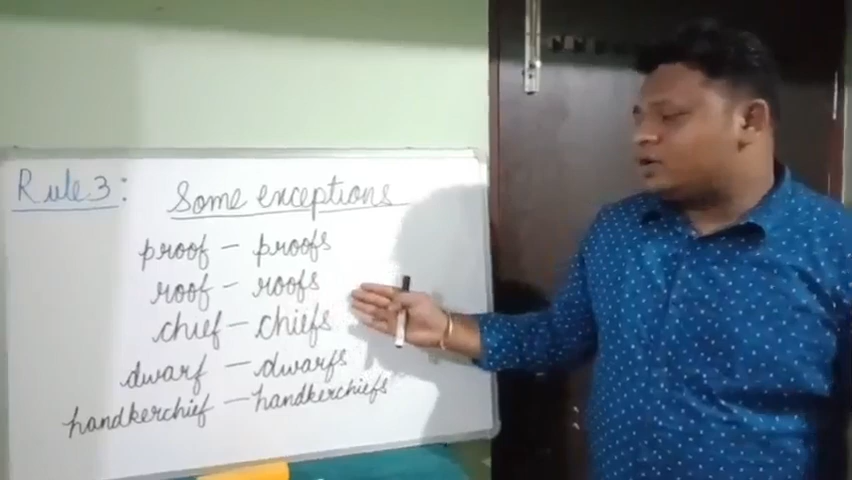 Rule 3: Some exceptions
proof - proofs
roof - roofs
chief - chiefs
dwarf - dwarfs
handkerchief - handkerchiefs